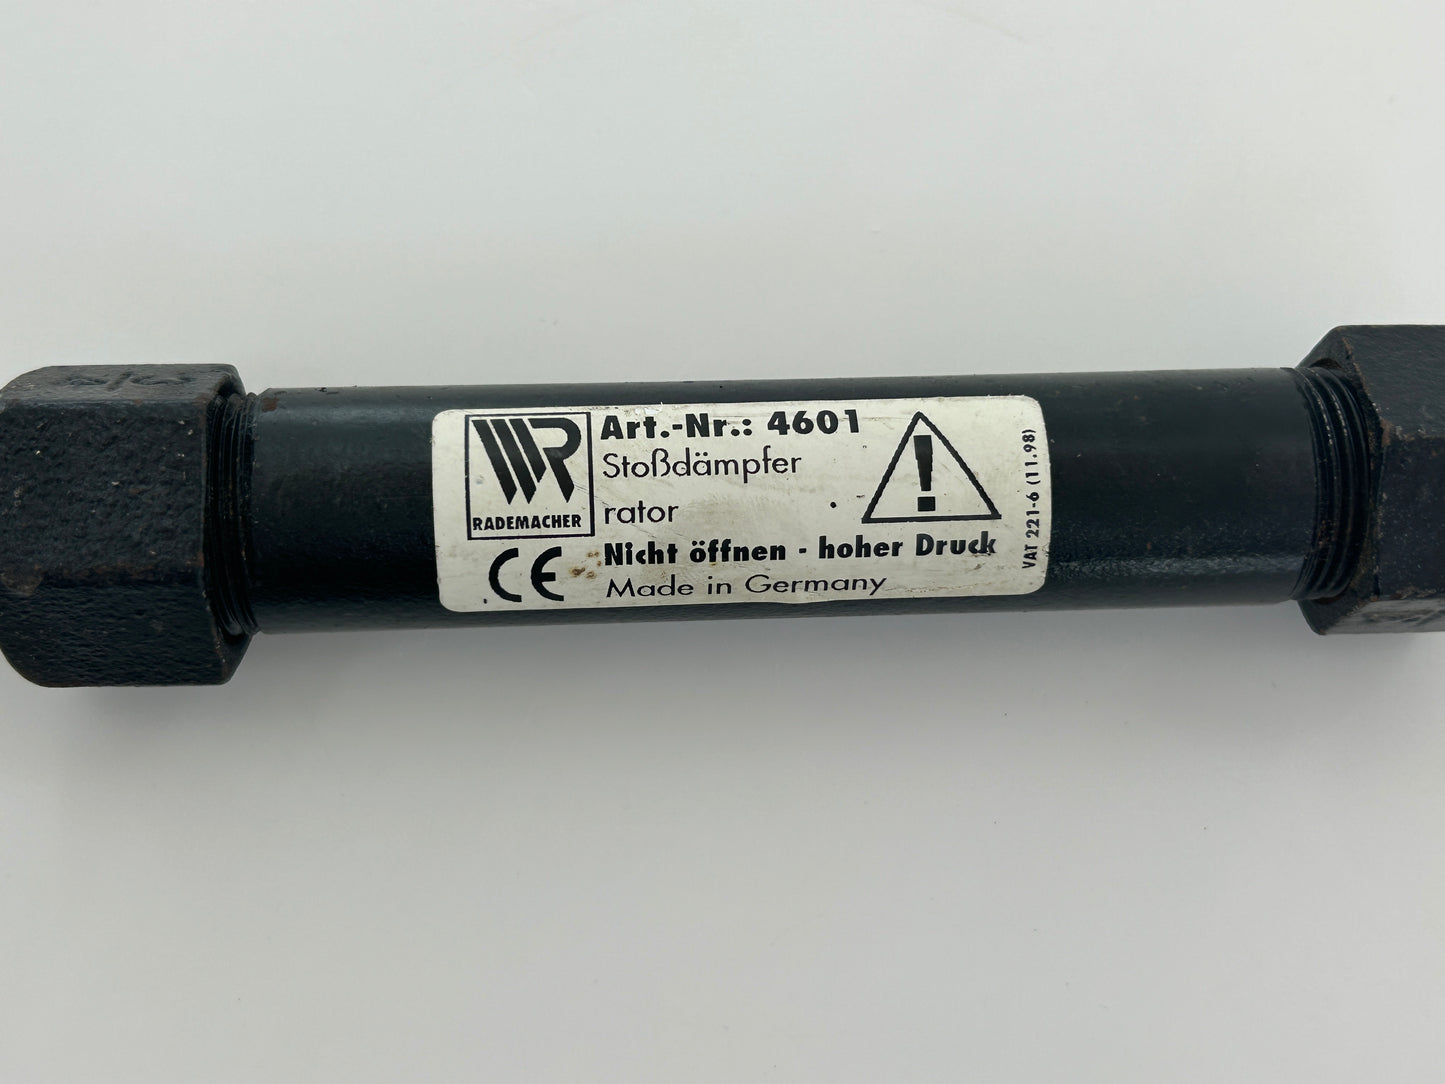 RADEMACHER
Art.-Nr.: 4601
Stoßdämpfer
rator
Nicht öffnen - hoher Druck
CE
Made in Germany
VAT 221-6 (11.98)